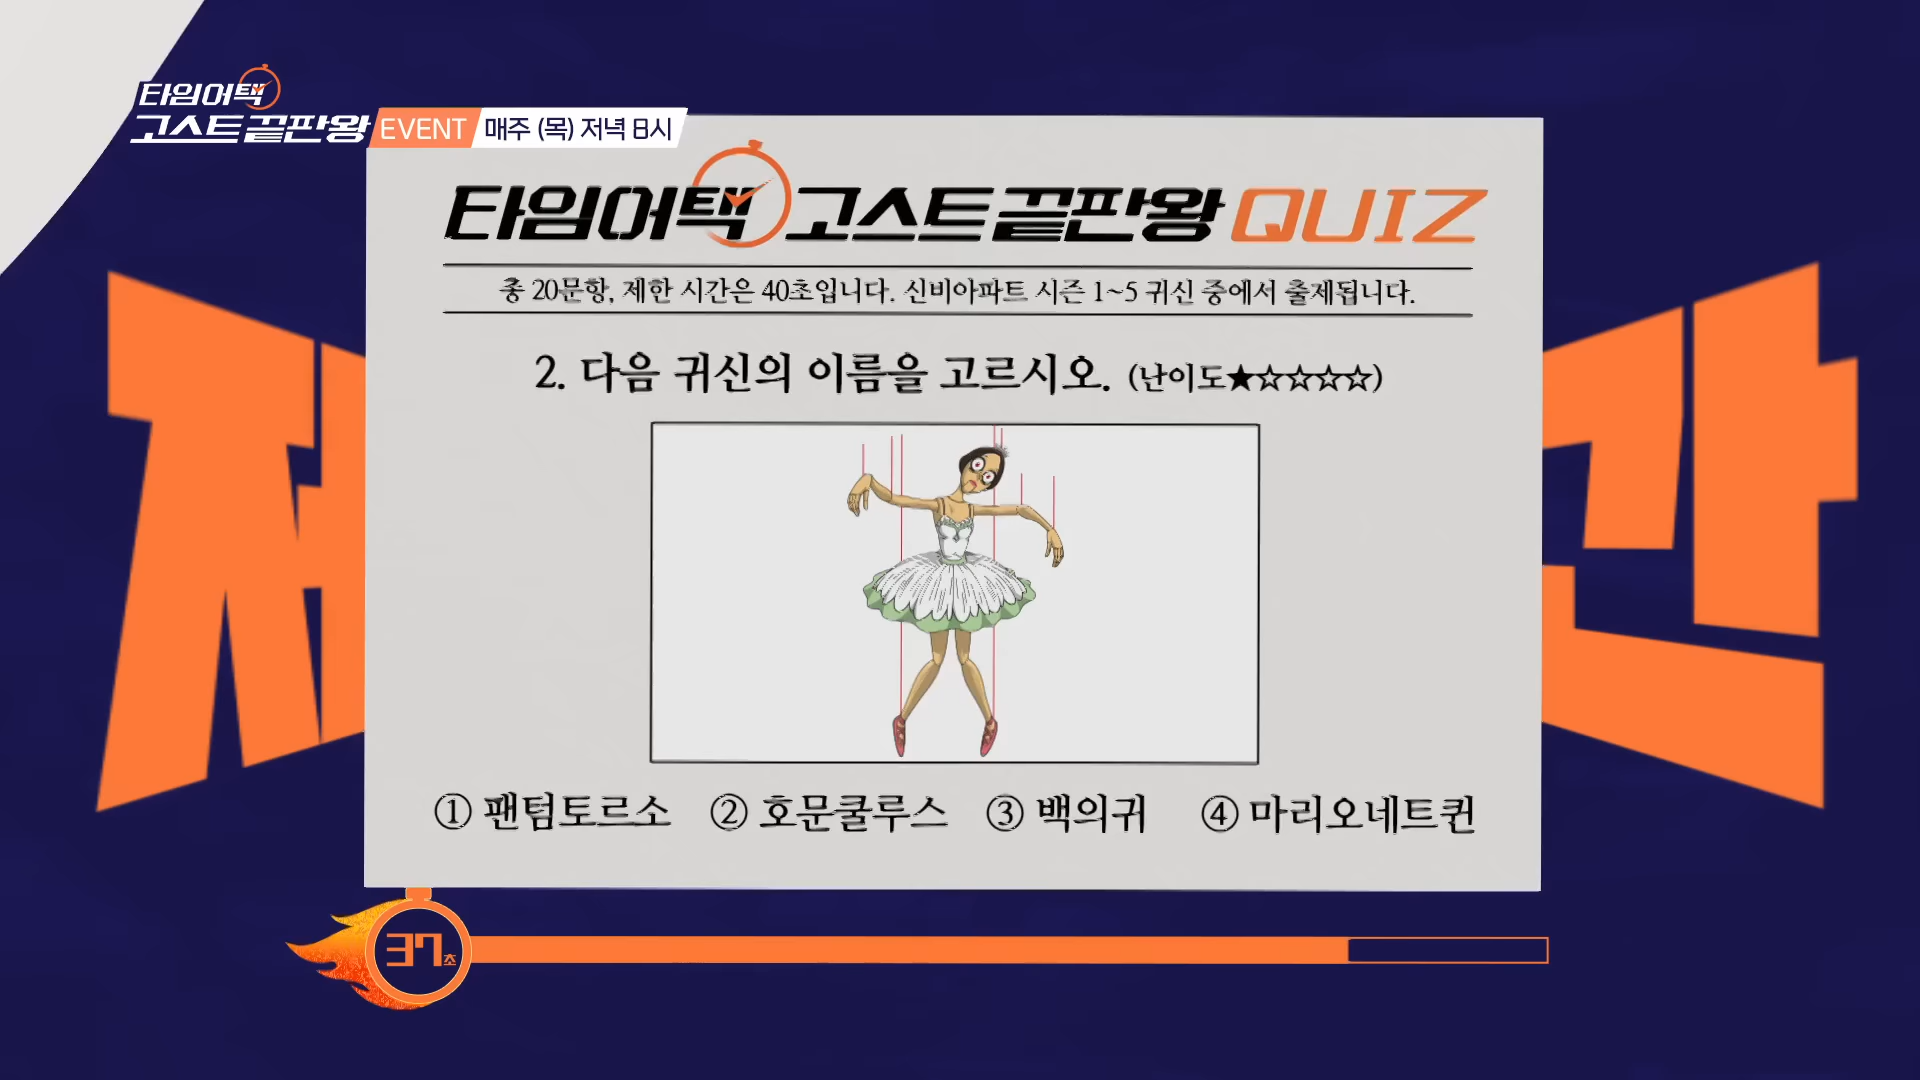 타임어택
고스트 끝판왕 EVENT 매주 (목) 저녁 8시
타임어택 고스트 끝판왕 QUIZ
총 20문항, 제한 시간은 40초입니다. 신비아파트 시즌 1~5 귀신 중에서 출제됩니다.
2. 다음 귀신의 이름을 고르시오. (난이도★☆☆☆☆)
① 팬텀토르소 ② 호문쿨루스 ③ 백의귀 ④ 마리오네트퀸
37초